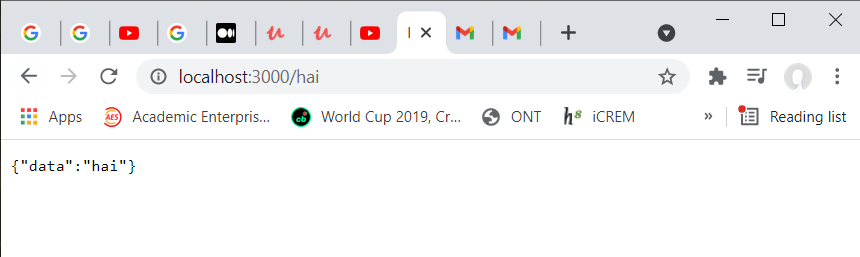 localhost:3000/hai
Apps Academic Enterpris... World Cup 2019, Cr... ONT iCREM » Reading list
{"data":"hai"}